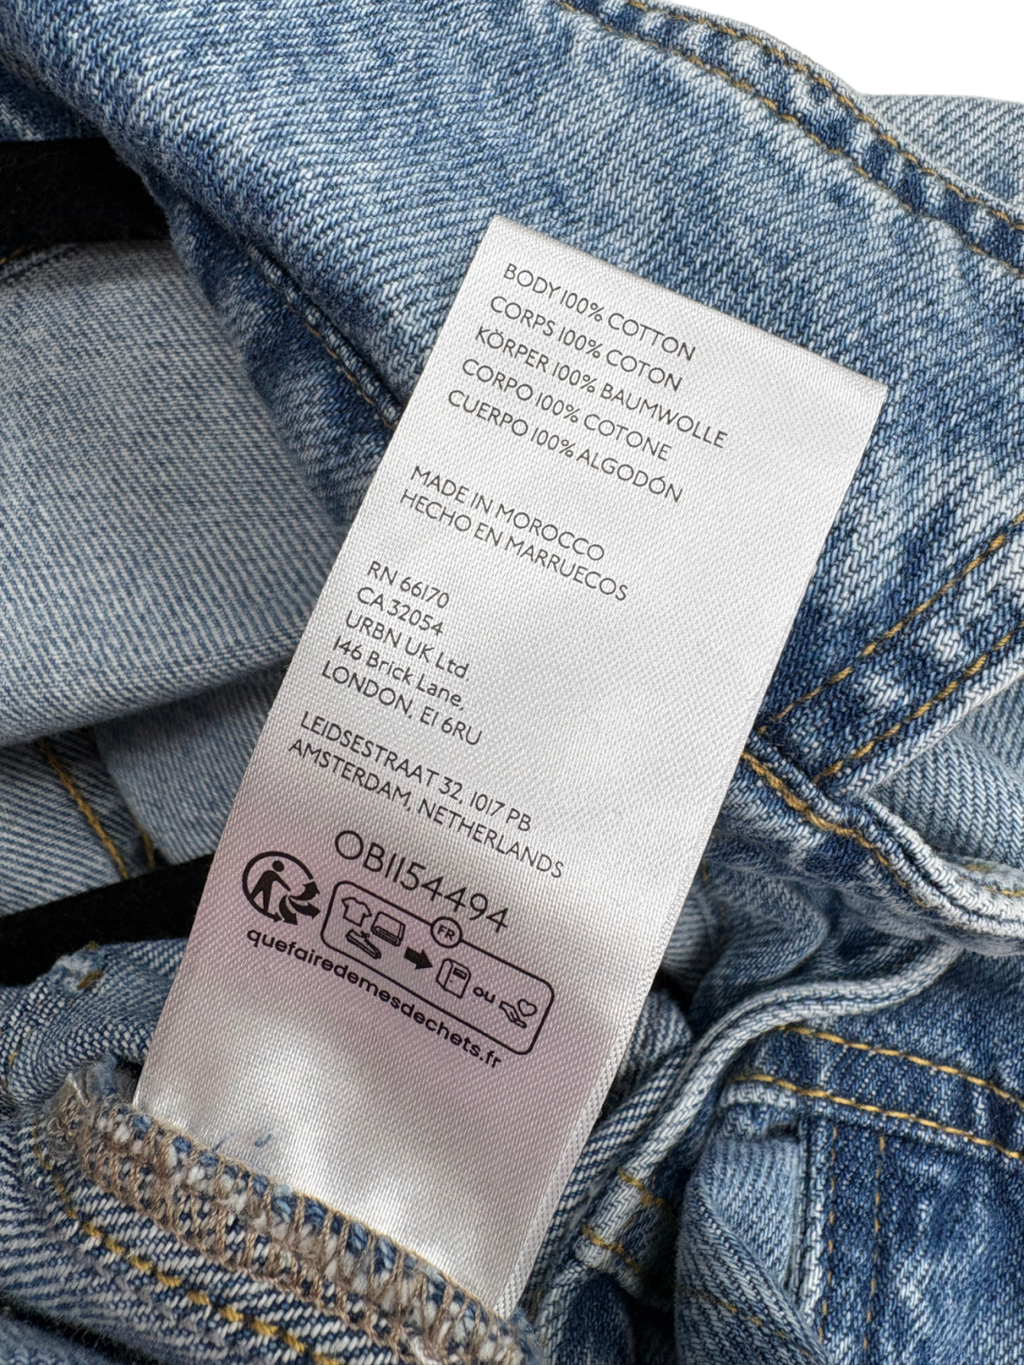 BODY 100% COTTON
CORPS 100% COTON
KÖRPER 100% BAUMWOLLE
CORPO 100% COTONE
CUERPO 100% ALGODÓN
MADE IN MOROCCO
HECHO EN MARRUECOS
RN 66170
CA 32054
URBN UK Ltd.
146 Brick Lane,
LONDON, E1 6RU
LEIDSESTRAAT 32, 1017 PB
AMSTERDAM, NETHERLANDS
OB1154494
FR
ou
quefairedemesdechets.fr